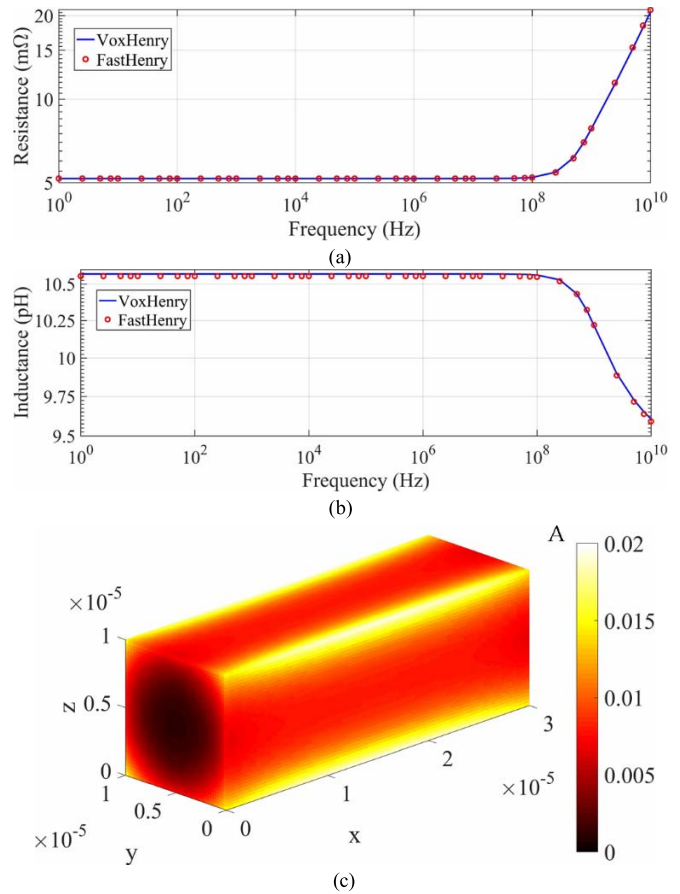 20
15
10
5
Resistance (mΩ)
VoxHenry
FastHenry
10^0 10^2 10^4 10^6 10^8 10^10
Frequency (Hz)
(a)
10.5
10.25
10
9.75
9.5
Inductance (pH)
VoxHenry
FastHenry
10^0 10^2 10^4 10^6 10^8 10^10
Frequency (Hz)
(b)
A
×10^-5
1
0.5
0
z
1
0.5
0
×10^-5
y
0
1
2
3
×10^-5
x
0.02
0.015
0.01
0.005
0
(c)